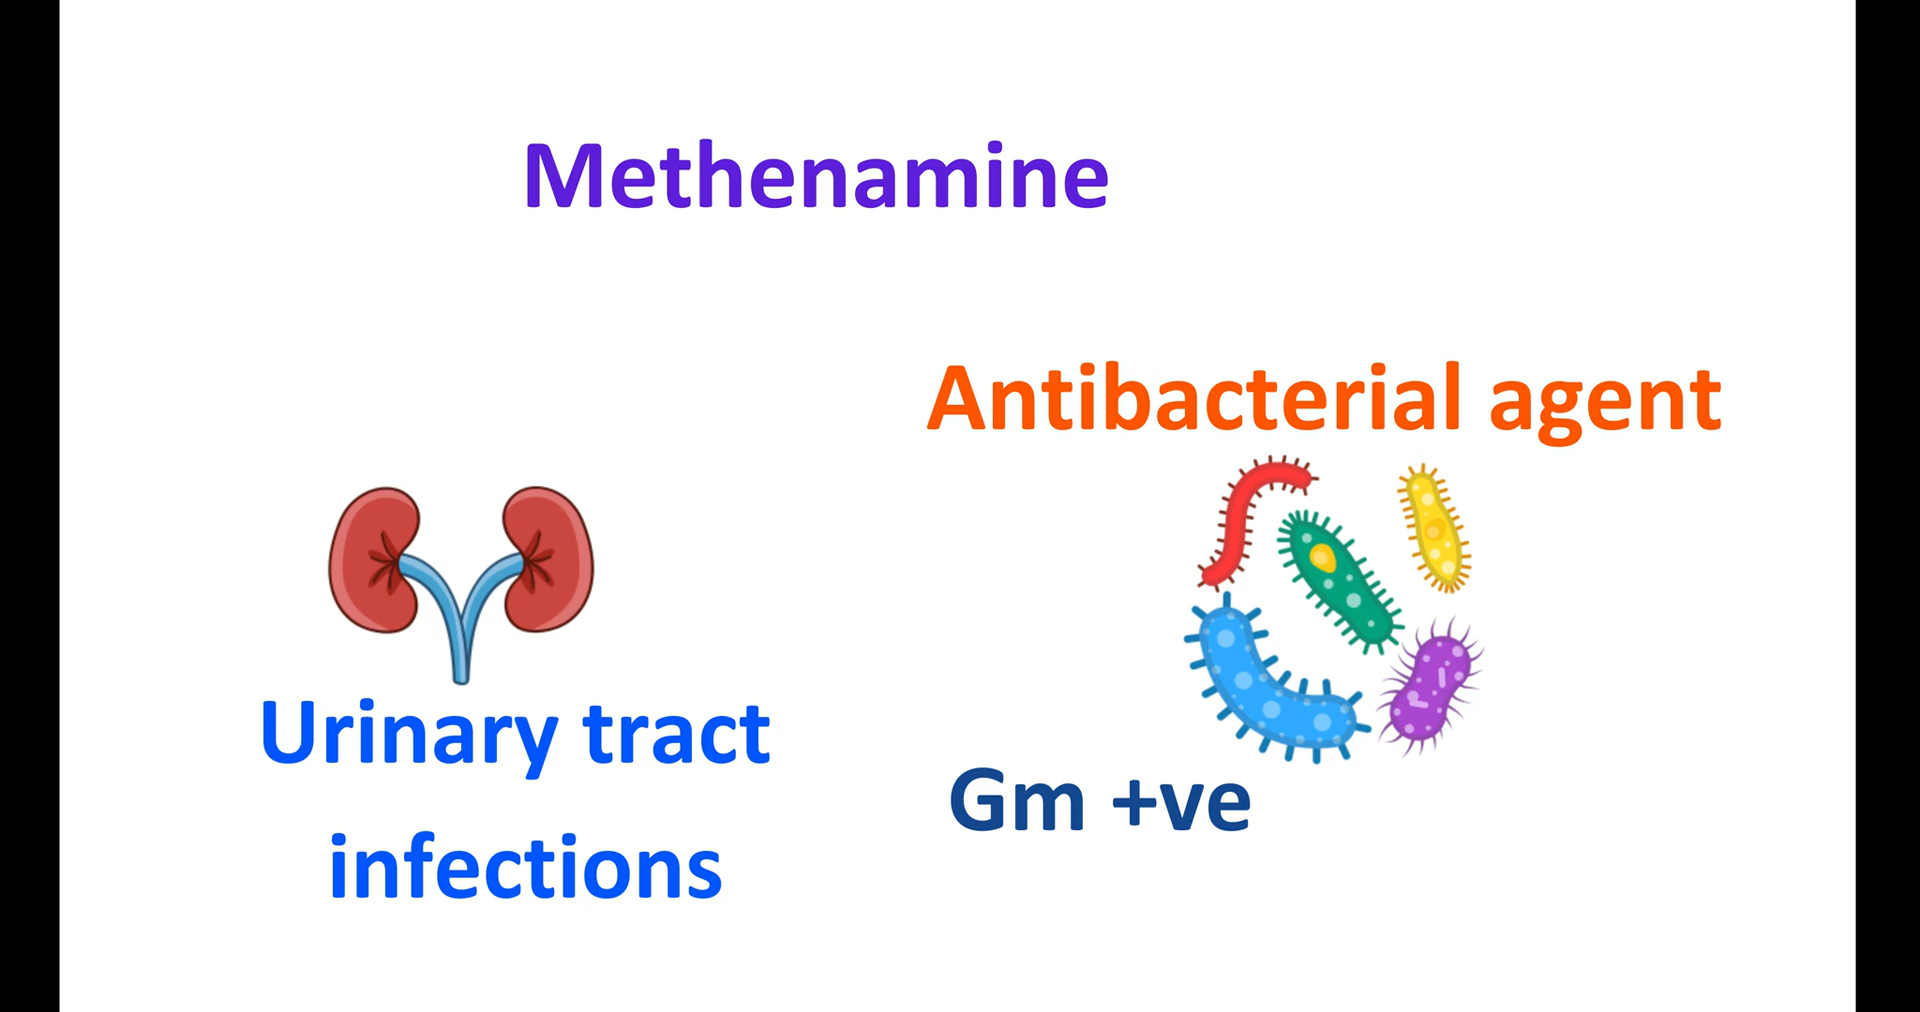 Methenamine
Antibacterial agent
Urinary tract
infections
Gm +ve